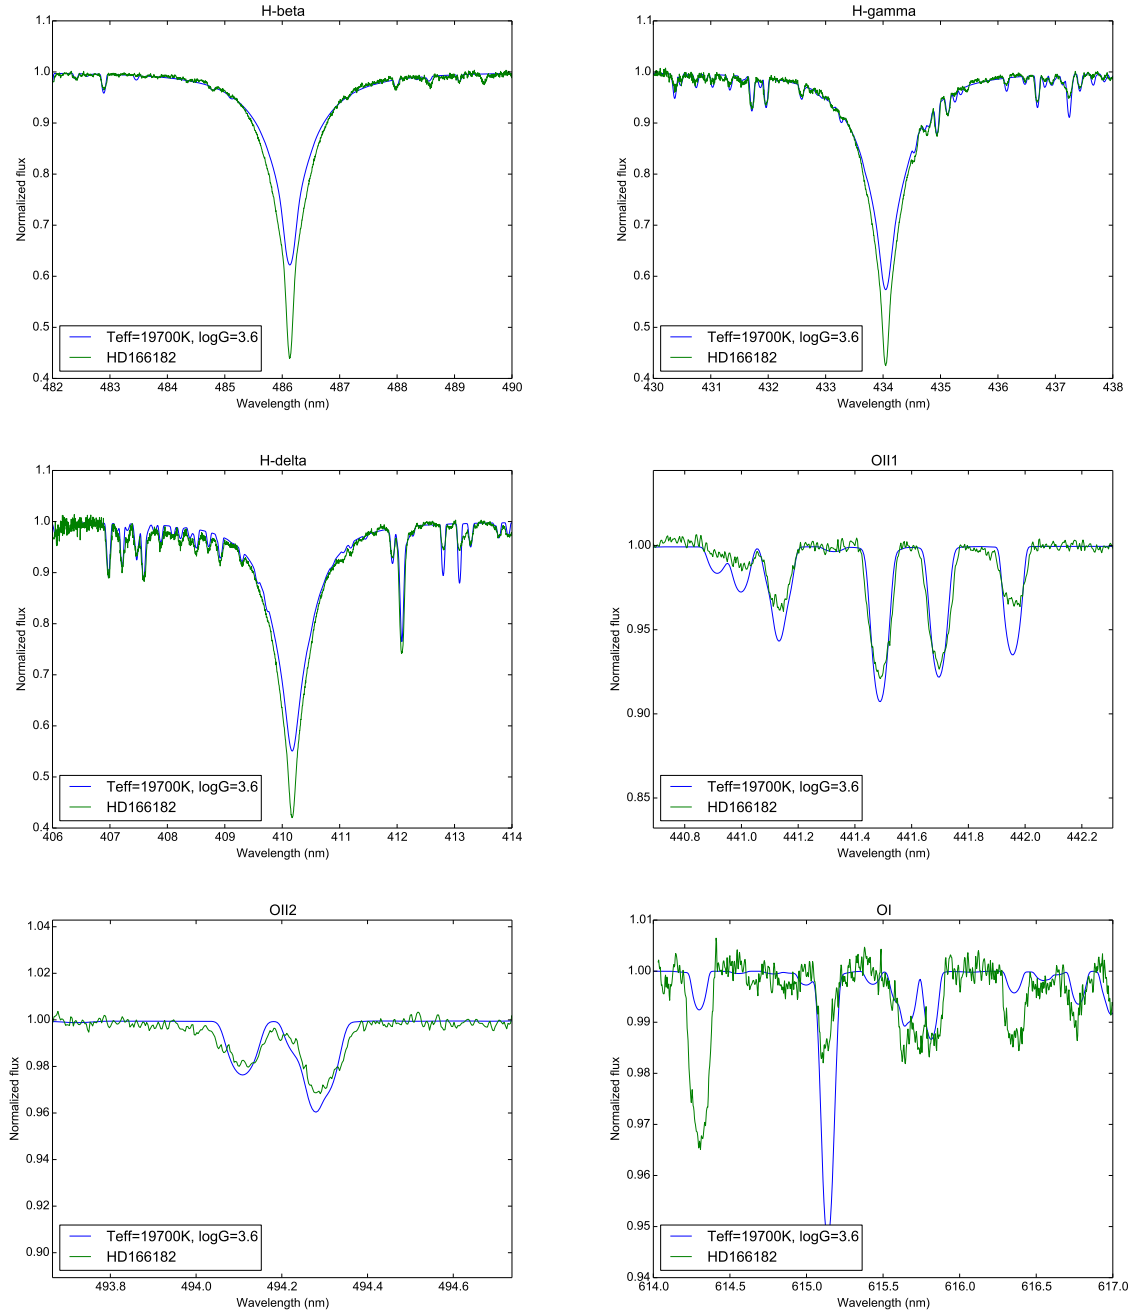 H-beta
1.1
1.0
0.9
0.8
0.7
0.6
0.5
0.4
Normalized flux
Teff=19700K, logG=3.6
HD166182
482 483 484 485 486 487 488 489 490
Wavelength (nm)
H-gamma
1.1
1.0
0.9
0.8
0.7
0.6
0.5
0.4
Normalized flux
Teff=19700K, logG=3.6
HD166182
430 431 432 433 434 435 436 437 438
Wavelength (nm)
H-delta
1.1
1.0
0.9
0.8
0.7
0.6
0.5
0.4
Normalized flux
Teff=19700K, logG=3.6
HD166182
406 407 408 409 410 411 412 413 414
Wavelength (nm)
OII1
1.00
0.95
0.90
0.85
Normalized flux
Teff=19700K, logG=3.6
HD166182
440.8 441.0 441.2 441.4 441.6 441.8 442.0 442.2
Wavelength (nm)
OII2
1.04
1.02
1.00
0.98
0.96
0.94
0.92
0.90
Normalized flux
Teff=19700K, logG=3.6
HD166182
493.8 494.0 494.2 494.4 494.6
Wavelength (nm)
OI
1.01
1.00
0.99
0.98
0.97
0.96
0.95
0.94
Normalized flux
Teff=19700K, logG=3.6
HD166182
614.0 614.5 615.0 615.5 616.0 616.5 617.0
Wavelength (nm)